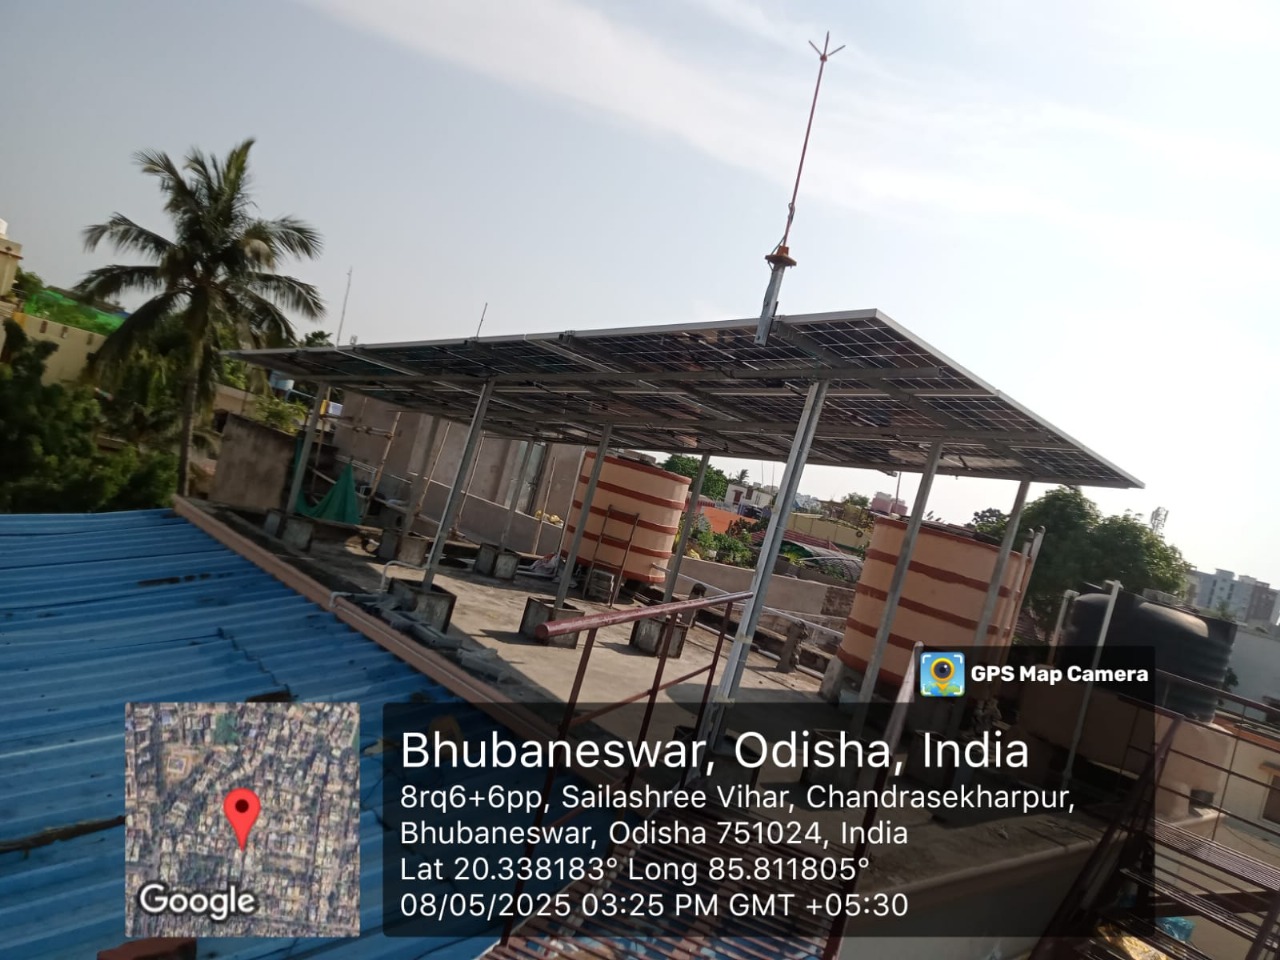 GPS Map Camera
Bhubaneswar, Odisha, India
8rq6+6pp, Sailashree Vihar, Chandrasekharpur,
Bhubaneswar, Odisha 751024, India
Lat 20.338183° Long 85.811805°
08/05/2025 03:25 PM GMT +05:30
Google